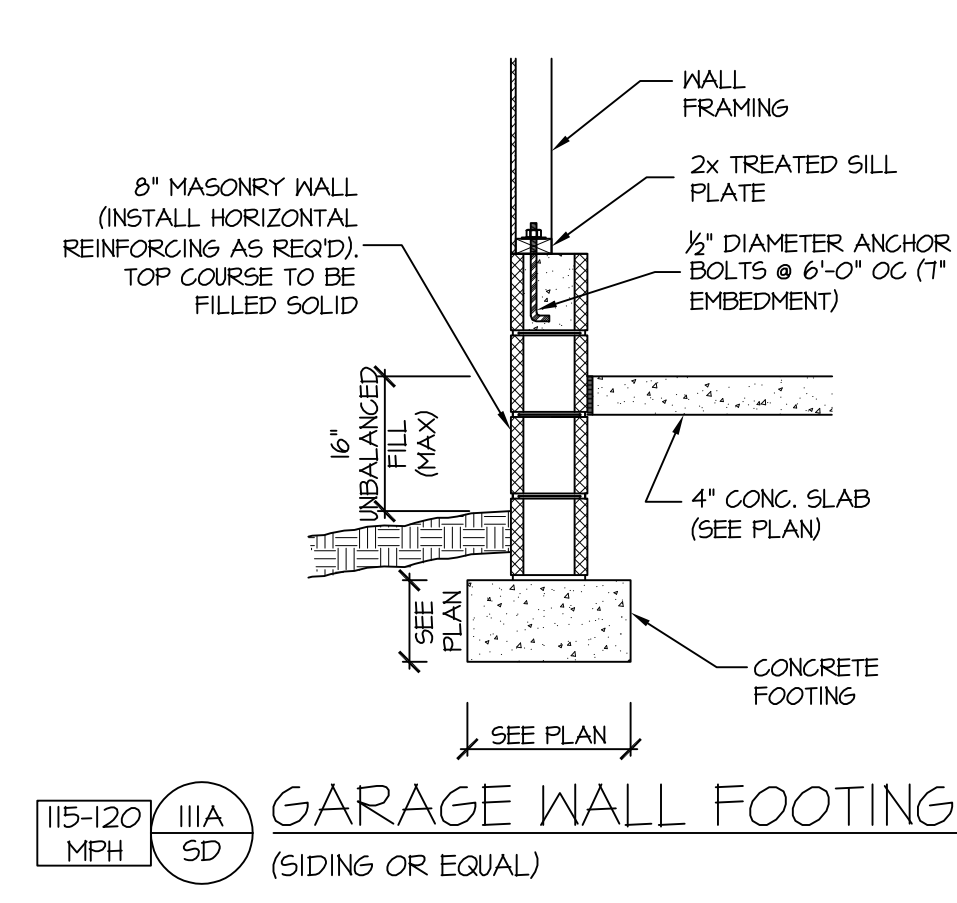 WALL
FRAMING
2x TREATED SILL
PLATE
8" MASONRY WALL
(INSTALL HORIZONTAL
REINFORCING AS REQ'D).
TOP COURSE TO BE
FILLED SOLID
½" DIAMETER ANCHOR
BOLTS @ 6'-0" OC (7"
EMBEDMENT)
16"
UNBALANCED
FILL
(MAX)
4" CONC. SLAB
(SEE PLAN)
SEE
PLAN
CONCRETE
FOOTING
SEE PLAN
115-120
MPH
111A
SD
GARAGE WALL FOOTING
(SIDING OR EQUAL)